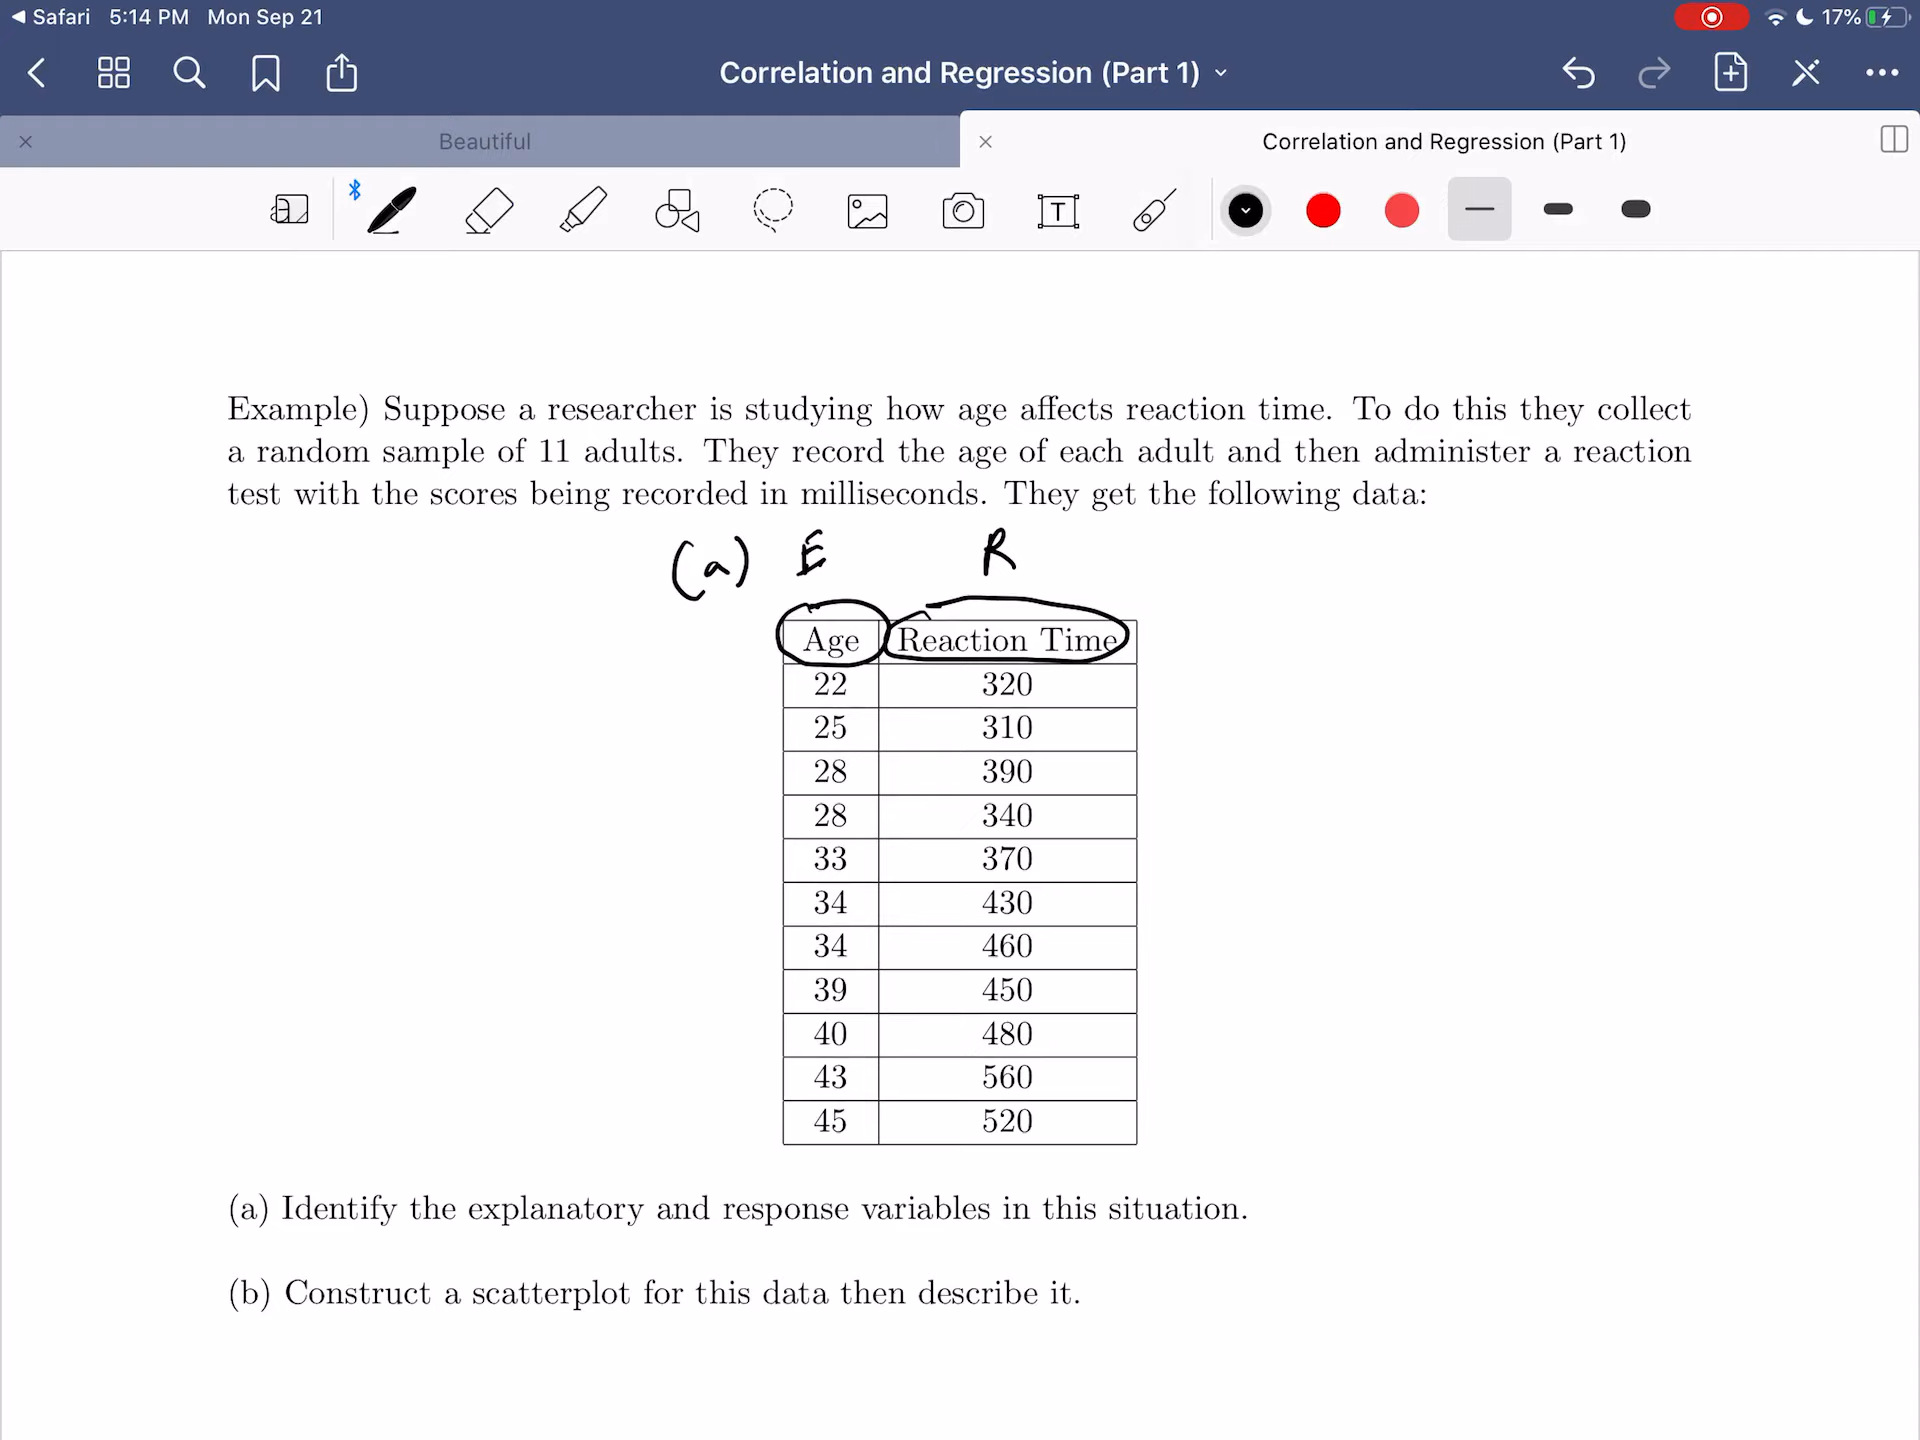 Safari 5:14 PM Mon Sep 21 17%
Correlation and Regression (Part 1)
Beautiful Correlation and Regression (Part 1)
Example) Suppose a researcher is studying how age affects reaction time. To do this they collect
a random sample of 11 adults. They record the age of each adult and then administer a reaction
test with the scores being recorded in milliseconds. They get the following data:
(a) E R
Age Reaction Time
22 320
25 310
28 390
28 340
33 370
34 430
34 460
39 450
40 480
43 560
45 520
(a) Identify the explanatory and response variables in this situation.
(b) Construct a scatterplot for this data then describe it.